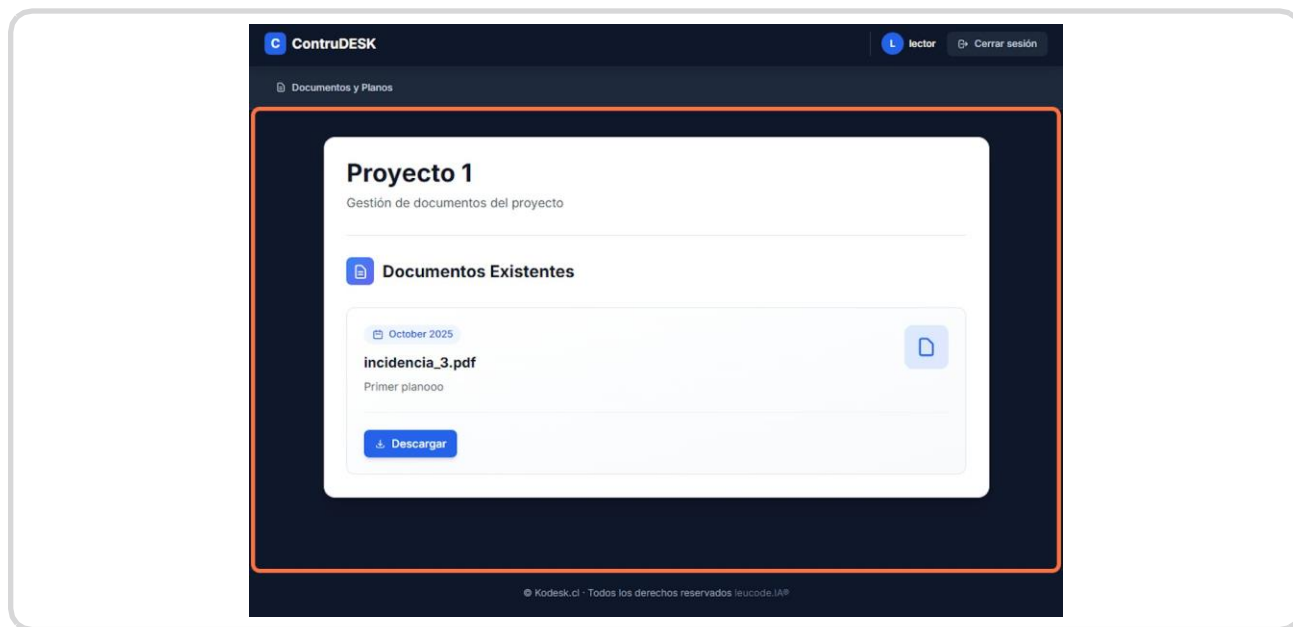 C ContruDESK
L lector Cerrar sesión
Documentos y Planos
Proyecto 1
Gestión de documentos del proyecto
Documentos Existentes
October 2025
incidencia_3.pdf
Primer planooo
Descargar
© Kodesk.cl · Todos los derechos reservados leucode.IA®